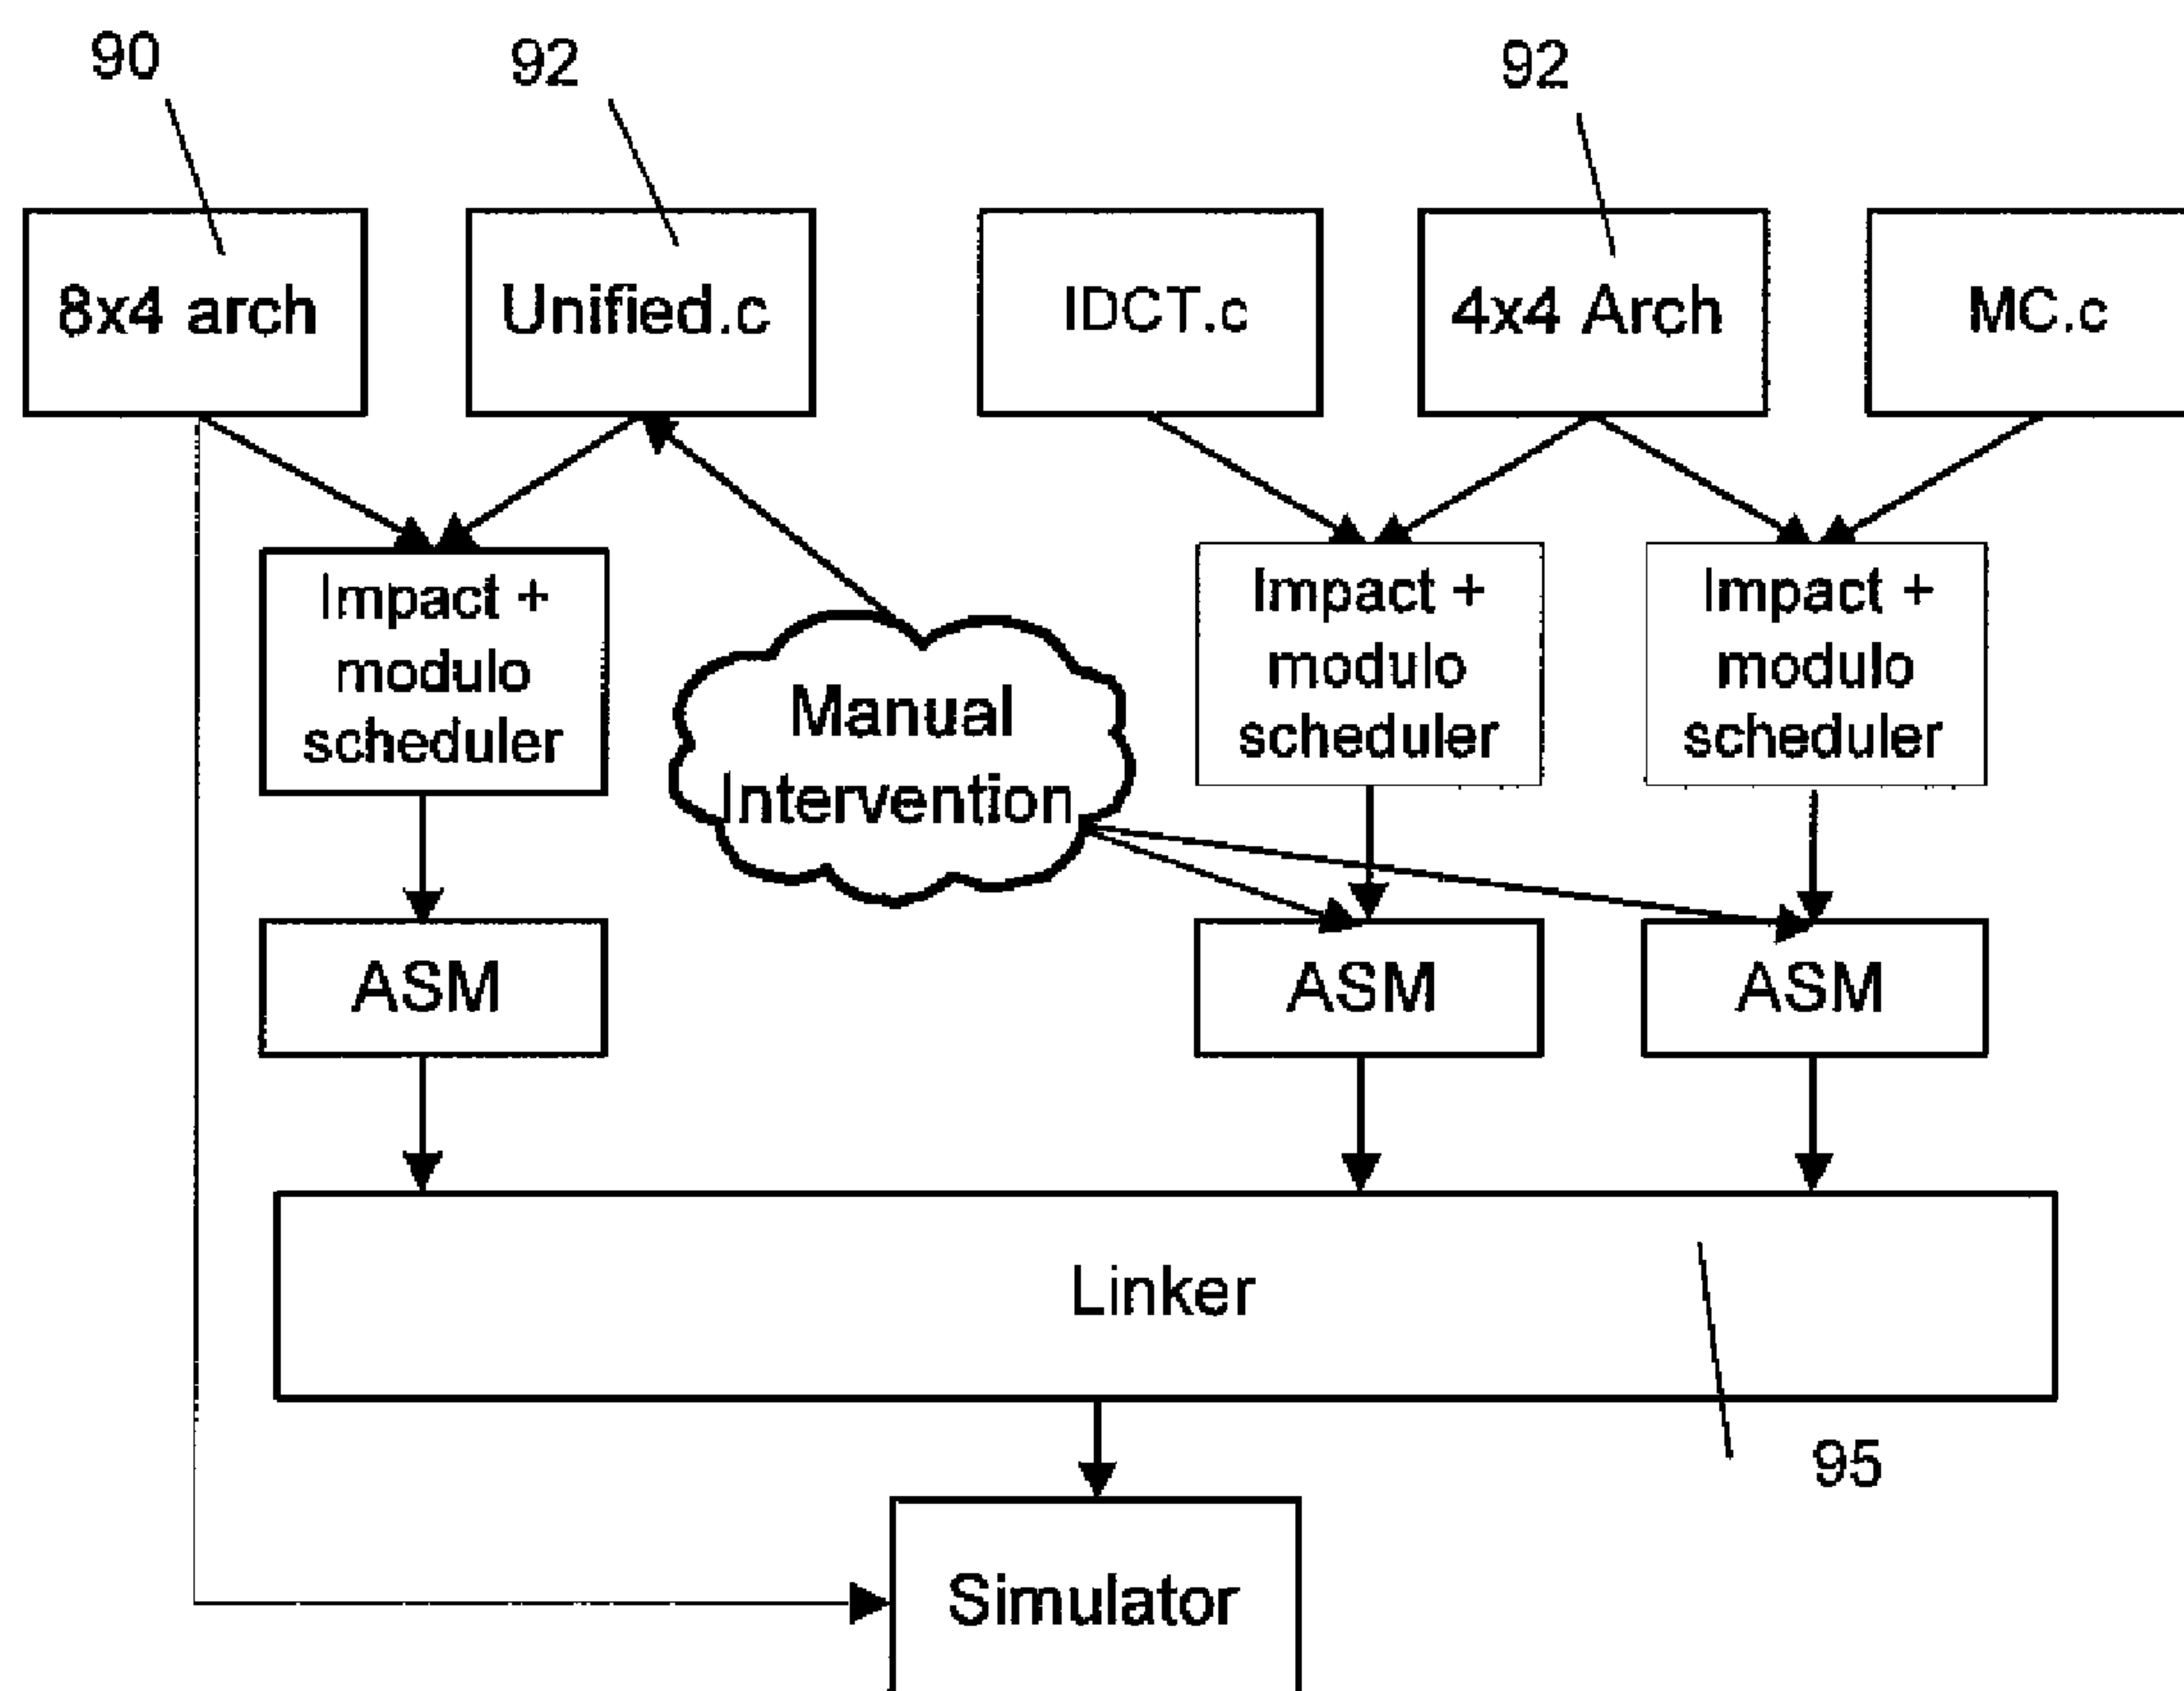 90
92
92
8x4 arch
Unified.c
IDCT.c
4x4 Arch
MC.c
Impact +
modulo
scheduler
Manual
Intervention
Impact +
modulo
scheduler
Impact +
modulo
scheduler
ASM
ASM
ASM
Linker
95
Simulator